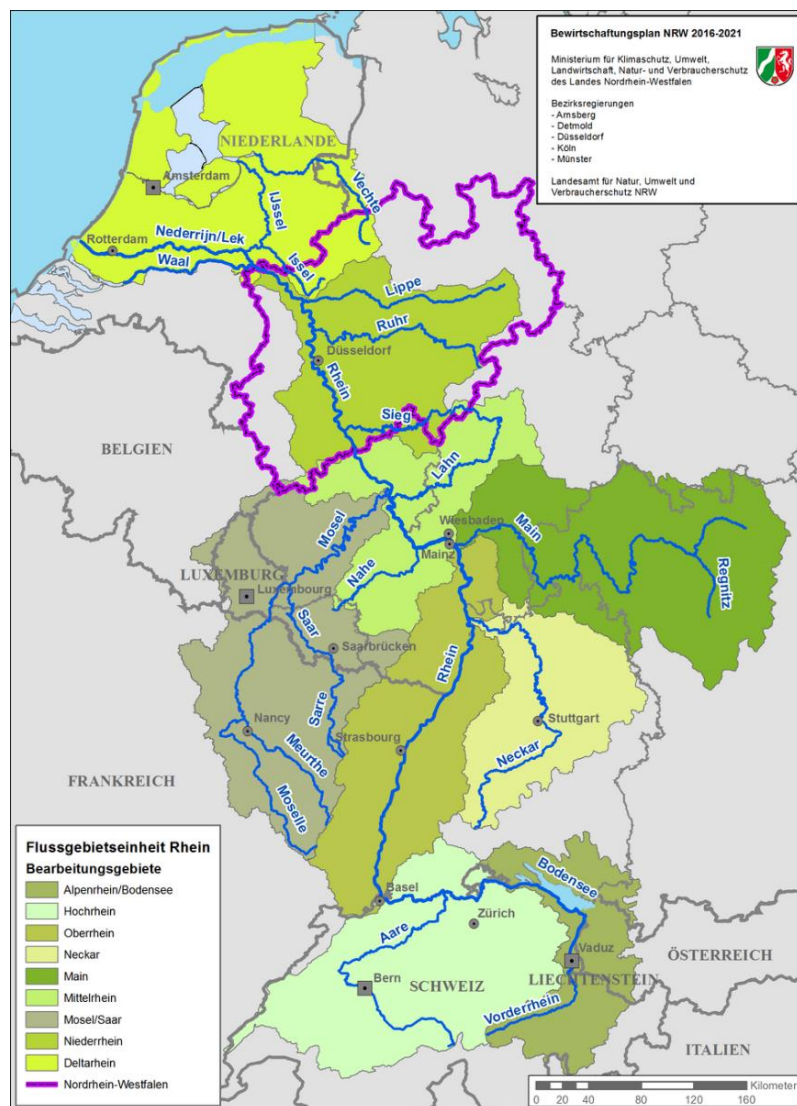 Bewirtschaftungsplan NRW 2016-2021
Ministerium für Klimaschutz, Umwelt,
Landwirtschaft, Natur- und Verbraucherschutz
des Landes Nordrhein-Westfalen
Bezirksregierungen
- Arnsberg
- Detmold
- Düsseldorf
- Köln
- Münster
Landesamt für Natur, Umwelt und
Verbraucherschutz NRW
NIEDERLANDE
Amsterdam
Vechte
IJssel
Rotterdam
Nederrijn/Lek
Waal
Issel
Lippe
Ruhr
Düsseldorf
Rhein
Sieg
BELGIEN
Lahn
Mosel
Wiesbaden
Mainz
Main
Regnitz
Nahe
LUXEMBURG
Luxembourg
Saar
Saarbrücken
Rhein
Sarre
Nancy
Strasbourg
Stuttgart
Meurthe
Neckar
FRANKREICH
Moselle
Bodensee
Basel
Aare
Zürich
Vaduz
ÖSTERREICH
Bern
SCHWEIZ
LIECHTENSTEIN
Vorderrhein
ITALIEN
Flussgebietseinheit Rhein
Bearbeitungsgebiete
Alpenrhein/Bodensee
Hochrhein
Oberrhein
Neckar
Main
Mittelrhein
Mosel/Saar
Niederrhein
Deltarhein
Nordrhein-Westfalen
Kilometer
0 20 40 80 120 160